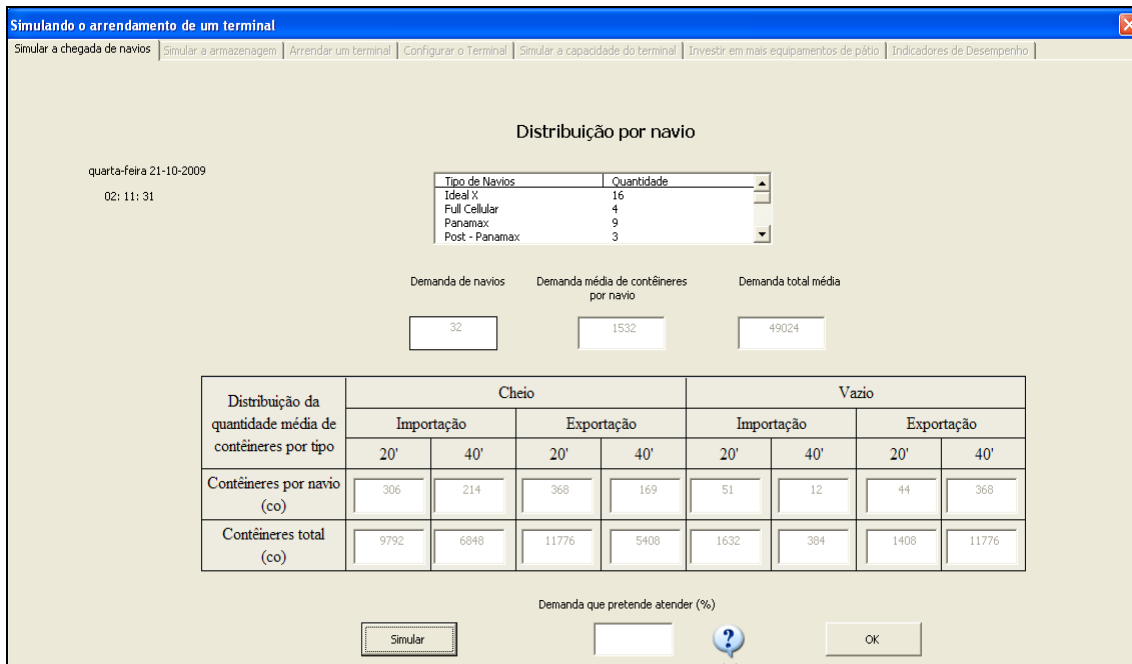 Simulando o arrendamento de um terminal
Simular a chegada de navios Simular a armazenagem Arrendar um terminal Configurar o Terminal Simular a capacidade do terminal Investir em mais equipamentos de pátio Indicadores de Desempenho
Distribuição por navio
quarta-feira 21-10-2009
02: 11: 31
Tipo de Navios Quantidade
Ideal X 16
Full Cellular 4
Panamax 9
Post - Panamax 3
Demanda de navios Demanda média de contêineres por navio Demanda total média
32 1532 49024
Distribuição da quantidade média de contêineres por tipo Cheio Vazio
Importação Exportação Importação Exportação
20' 40' 20' 40' 20' 40' 20' 40'
Contêineres por navio (co) 306 214 368 169 51 12 44 368
Contêineres total (co) 9792 6848 11776 5408 1632 384 1408 11776
Demanda que pretende atender (%)
Simular ? OK